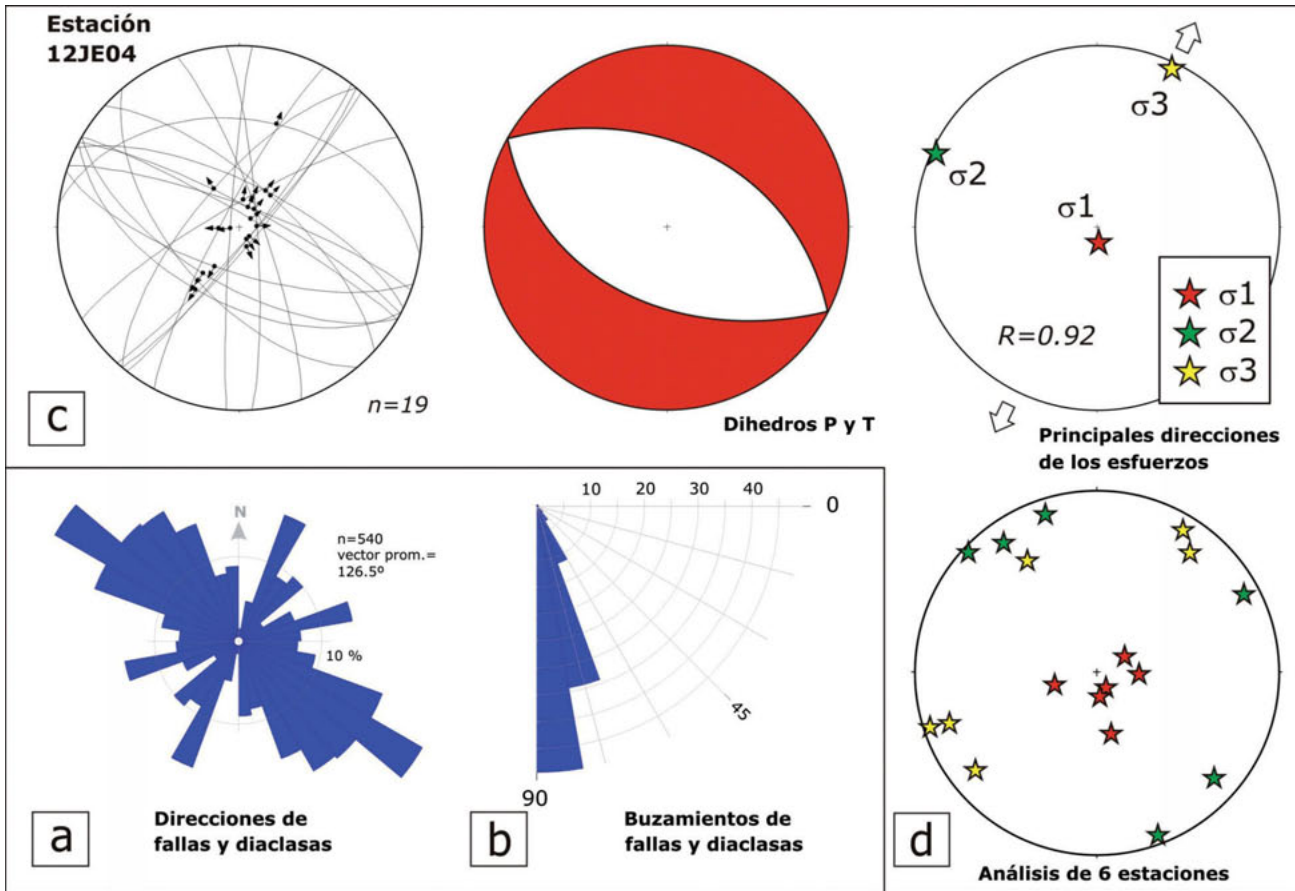 Estación
12JE04
n=19
c
Dihedros P y T
σ3
σ2
σ1
R=0.92
σ1
σ2
σ3
Principales direcciones
de los esfuerzos
N
n=540
vector prom.=
126.5º
10 %
a
Direcciones de
fallas y diaclasas
10 20 30 40 0
45
90
b
Buzamientos de
fallas y diaclasas
d
Análisis de 6 estaciones